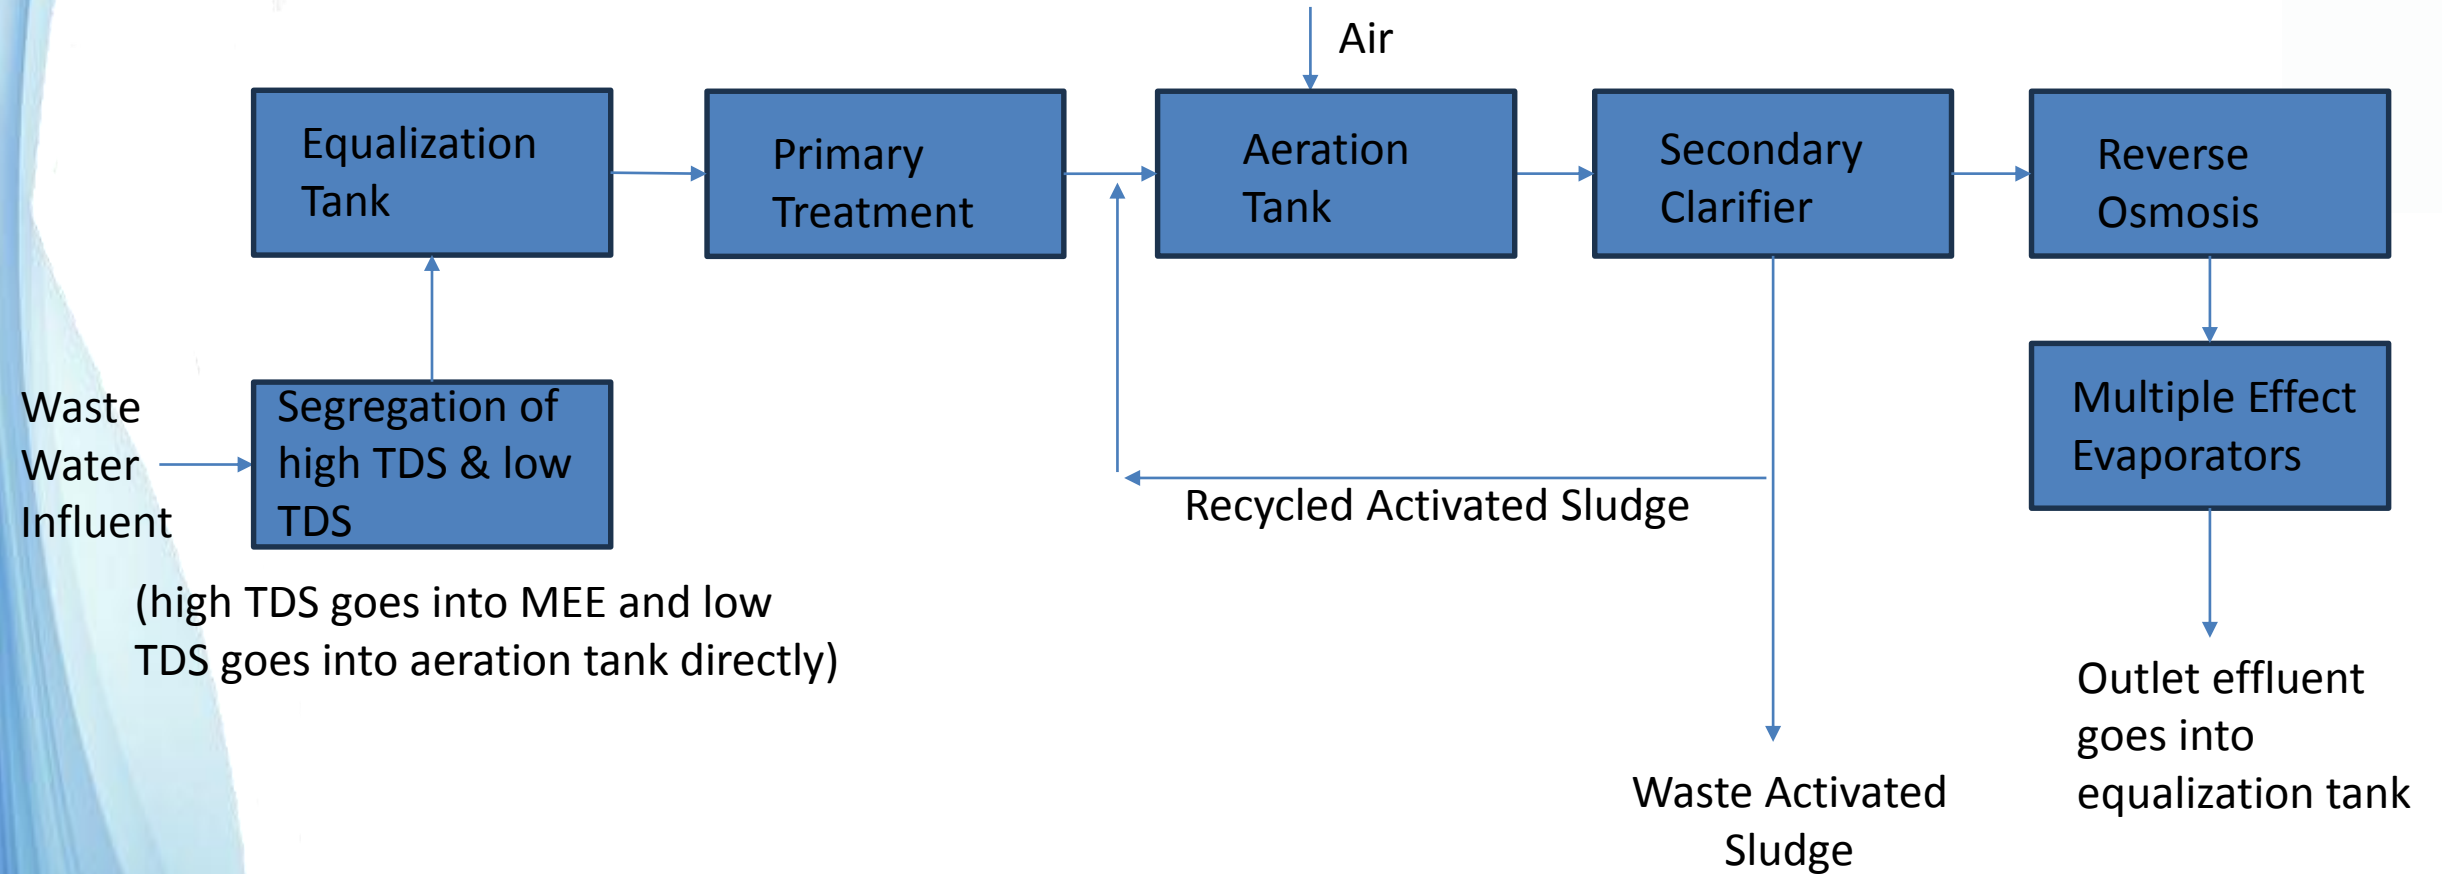 Air
Equalization
Tank
Primary
Treatment
Aeration
Tank
Secondary
Clarifier
Reverse
Osmosis
Waste
Water
Influent
Segregation of
high TDS & low
TDS
(high TDS goes into MEE and low
TDS goes into aeration tank directly)
Recycled Activated Sludge
Multiple Effect
Evaporators
Waste Activated
Sludge
Outlet effluent
goes into
equalization tank